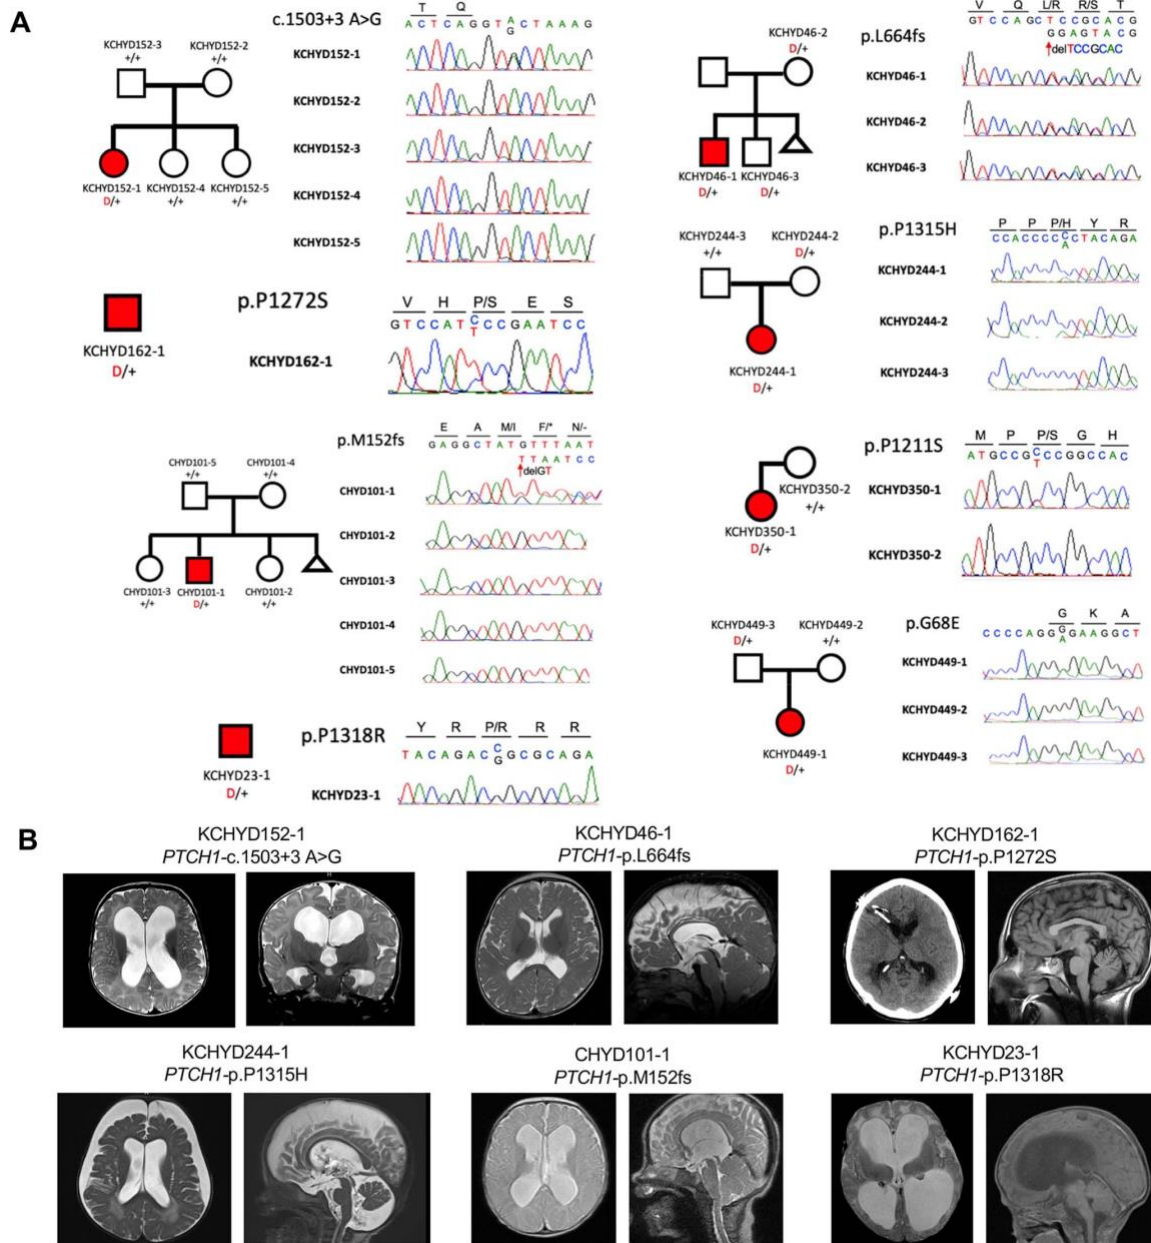 A
c.1503+3 A>G
T Q
A C T C A G G T A C T A A A G
G
KCHYD152-3
+/+
KCHYD152-2
+/+
KCHYD152-1
D/+
KCHYD152-4
+/+
KCHYD152-5
+/+
KCHYD152-1
KCHYD152-2
KCHYD152-3
KCHYD152-4
KCHYD152-5
p.L664fs
V Q L/R R/S T
G T C C A G C T C C G C A C G
G G A G T A C G
delTCCGCAC
KCHYD46-2
D/+
KCHYD46-1
D/+
KCHYD46-3
D/+
KCHYD46-1
KCHYD46-2
KCHYD46-3
KCHYD162-1
D/+
p.P1272S
V H P/S E S
G T C C A T C C C G A A T C C
T
KCHYD162-1
p.P1315H
P P P/H Y R
C C A C C C C C C T A C A G A
A
KCHYD244-3
+/+
KCHYD244-2
D/+
KCHYD244-1
D/+
KCHYD244-1
KCHYD244-2
KCHYD244-3
p.M152fs
E A M/I F/* N/-
G A G G C T A T G T T T A A T
T T A A T C C
delGT
CHYD101-5
+/+
CHYD101-4
+/+
CHYD101-3
+/+
CHYD101-1
D/+
CHYD101-2
+/+
CHYD101-1
CHYD101-2
CHYD101-3
CHYD101-4
CHYD101-5
p.P1211S
M P P/S G H
A T G C C G C C C G G C C A C
T
KCHYD350-2
+/+
KCHYD350-1
D/+
KCHYD350-1
KCHYD350-2
KCHYD23-1
D/+
p.P1318R
Y R P/R R R
T A C A G A C C G C G C A G A
G
KCHYD23-1
p.G68E
G K A
C C C C A G G G G A A G G C T
A
KCHYD449-3
D/+
KCHYD449-2
+/+
KCHYD449-1
D/+
KCHYD449-1
KCHYD449-2
KCHYD449-3
B
KCHYD152-1
PTCH1-c.1503+3 A>G
KCHYD46-1
PTCH1-p.L664fs
KCHYD162-1
PTCH1-p.P1272S
KCHYD244-1
PTCH1-p.P1315H
CHYD101-1
PTCH1-p.M152fs
KCHYD23-1
PTCH1-p.P1318R